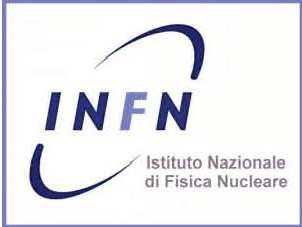 INFN
Istituto Nazionale
di Fisica Nucleare